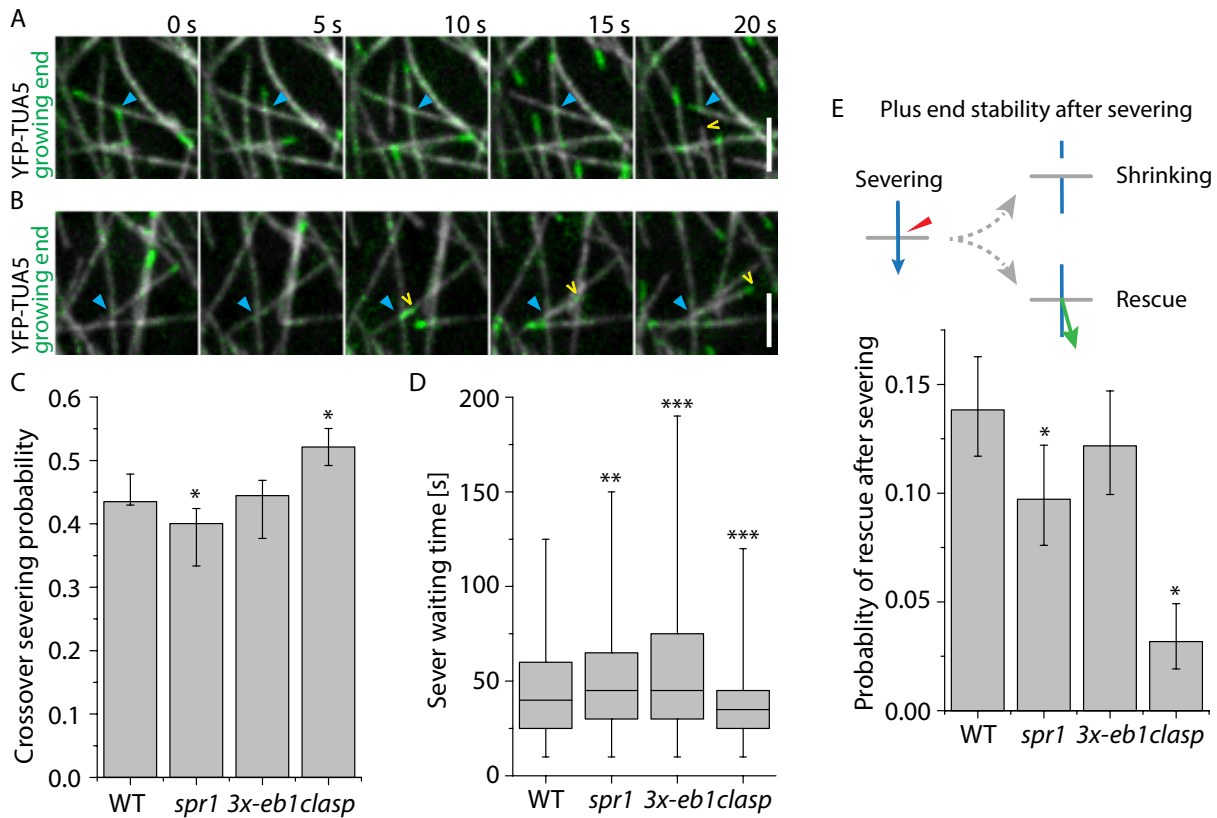 A
0 s
5 s
10 s
15 s
20 s
YFP-TUA5
growing end
B
YFP-TUA5
growing end
C
Crossover severing probability
0.6
0.5
0.4
0.3
0.2
0.1
0.0
*
*
WT
spr1
3x-eb1
clasp
D
Sever waiting time [s]
200
150
100
50
0
**
***
***
WT
spr1
3x-eb1
clasp
E
Plus end stability after severing
Severing
Shrinking
Rescue
Probablity of rescue after severing
0.15
0.10
0.05
0.00
*
*
WT
spr1
3x-eb1
clasp